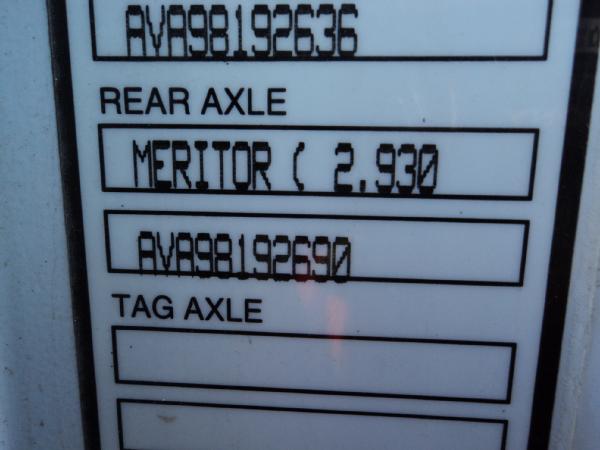 AVA98192636
REAR AXLE
MERITOR ( 2.930
AVA98192690
TAG AXLE